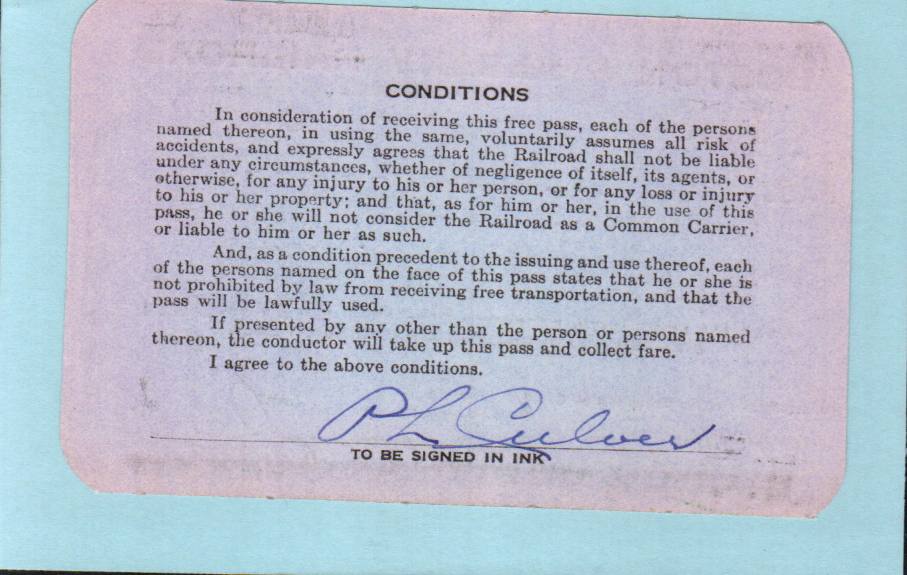 CONDITIONS
In consideration of receiving this free pass, each of the persons
named thereon, in using the same, voluntarily assumes all risk of
accidents, and expressly agrees that the Railroad shall not be liable
under any circumstances, whether of negligence of itself, its agents, or
otherwise, for any injury to his or her person, or for any loss or injury
to his or her property; and that, as for him or her, in the use of this
pass, he or she will not consider the Railroad as a Common Carrier,
or liable to him or her as such.
And, as a condition precedent to the issuing and use thereof, each
of the persons named on the face of this pass states that he or she is
not prohibited by law from receiving free transportation, and that the
pass will be lawfully used.
If presented by any other than the person or persons named
thereon, the conductor will take up this pass and collect fare.
I agree to the above conditions.
P L Culver
TO BE SIGNED IN INK